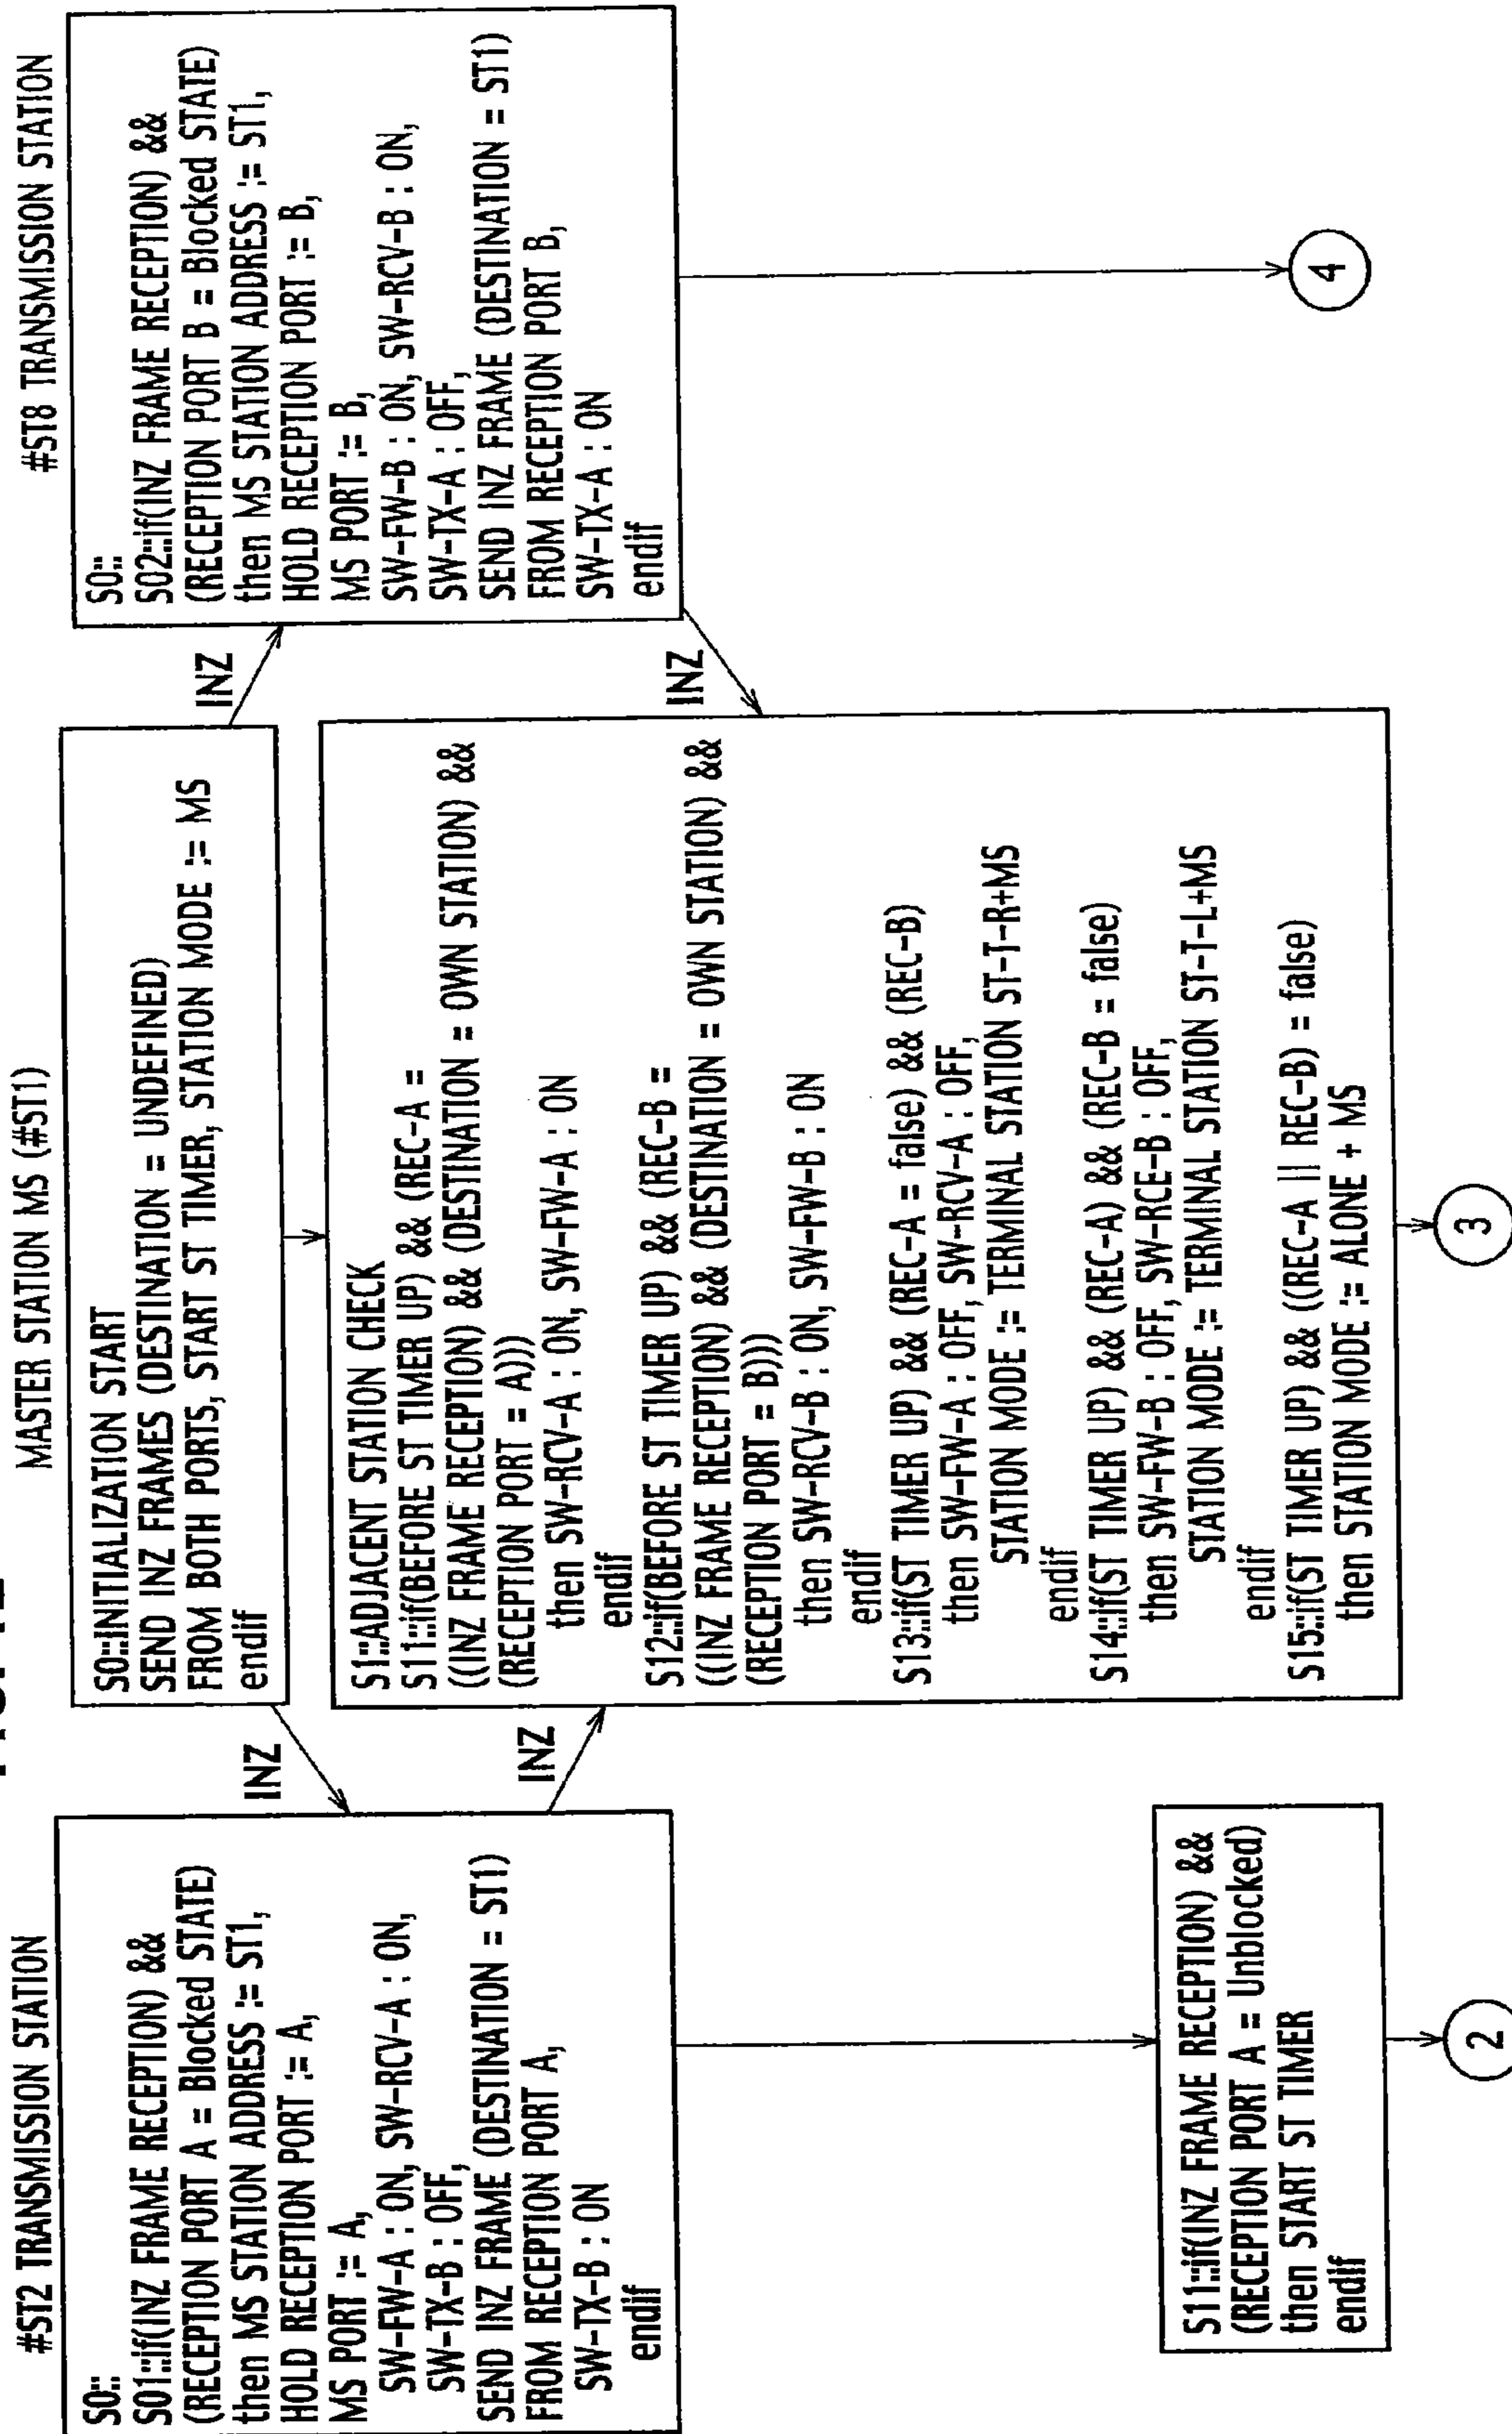 #ST2 TRANSMISSION STATION
S0::
S01::if(INZ FRAME RECEPTION) &&
(RECEPTION PORT A = Blocked STATE)
then MS STATION ADDRESS := ST1,
HOLD RECEPTION PORT := A,
MS PORT := A,
SW-FW-A : ON, SW-RCV-A : ON,
SW-TX-B : OFF,
SEND INZ FRAME (DESTINATION = ST1)
FROM RECEPTION PORT A,
SW-TX-B : ON
endif
INZ
INZ
S11::if(INZ FRAME RECEPTION) &&
(RECEPTION PORT A = Unblocked)
then START ST TIMER
endif
2
MASTER STATION MS (#ST1)
S0::INITIALIZATION START
SEND INZ FRAMES (DESTINATION = UNDEFINED)
FROM BOTH PORTS, START ST TIMER, STATION MODE := MS
endif
S1::ADJACENT STATION CHECK
S11::if(BEFORE ST TIMER UP) && (REC-A =
((INZ FRAME RECEPTION) && (DESTINATION = OWN STATION) &&
(RECEPTION PORT = A)))
then SW-RCV-A : ON, SW-FW-A : ON
endif
S12::if(BEFORE ST TIMER UP) && (REC-B =
((INZ FRAME RECEPTION) && (DESTINATION = OWN STATION) &&
(RECEPTION PORT = B)))
then SW-RCV-B : ON, SW-FW-B : ON
endif
S13::if(ST TIMER UP) && (REC-A = false) && (REC-B)
then SW-FW-A : OFF, SW-RCV-A : OFF,
STATION MODE := TERMINAL STATION ST-T-R+MS
endif
S14::if(ST TIMER UP) && (REC-A) && (REC-B = false)
then SW-FW-B : OFF, SW-RCE-B : OFF,
STATION MODE := TERMINAL STATION ST-T-L+MS
endif
S15::if(ST TIMER UP) && ((REC-A || REC-B) = false)
then STATION MODE := ALONE + MS
3
INZ
INZ
#ST8 TRANSMISSION STATION
S0::
S02::if(INZ FRAME RECEPTION) &&
(RECEPTION PORT B = Blocked STATE)
then MS STATION ADDRESS := ST1,
HOLD RECEPTION PORT := B,
MS PORT := B,
SW-FW-B : ON, SW-RCV-B : ON,
SW-TX-A : OFF,
SEND INZ FRAME (DESTINATION = ST1)
FROM RECEPTION PORT B,
SW-TX-A : ON
endif
4